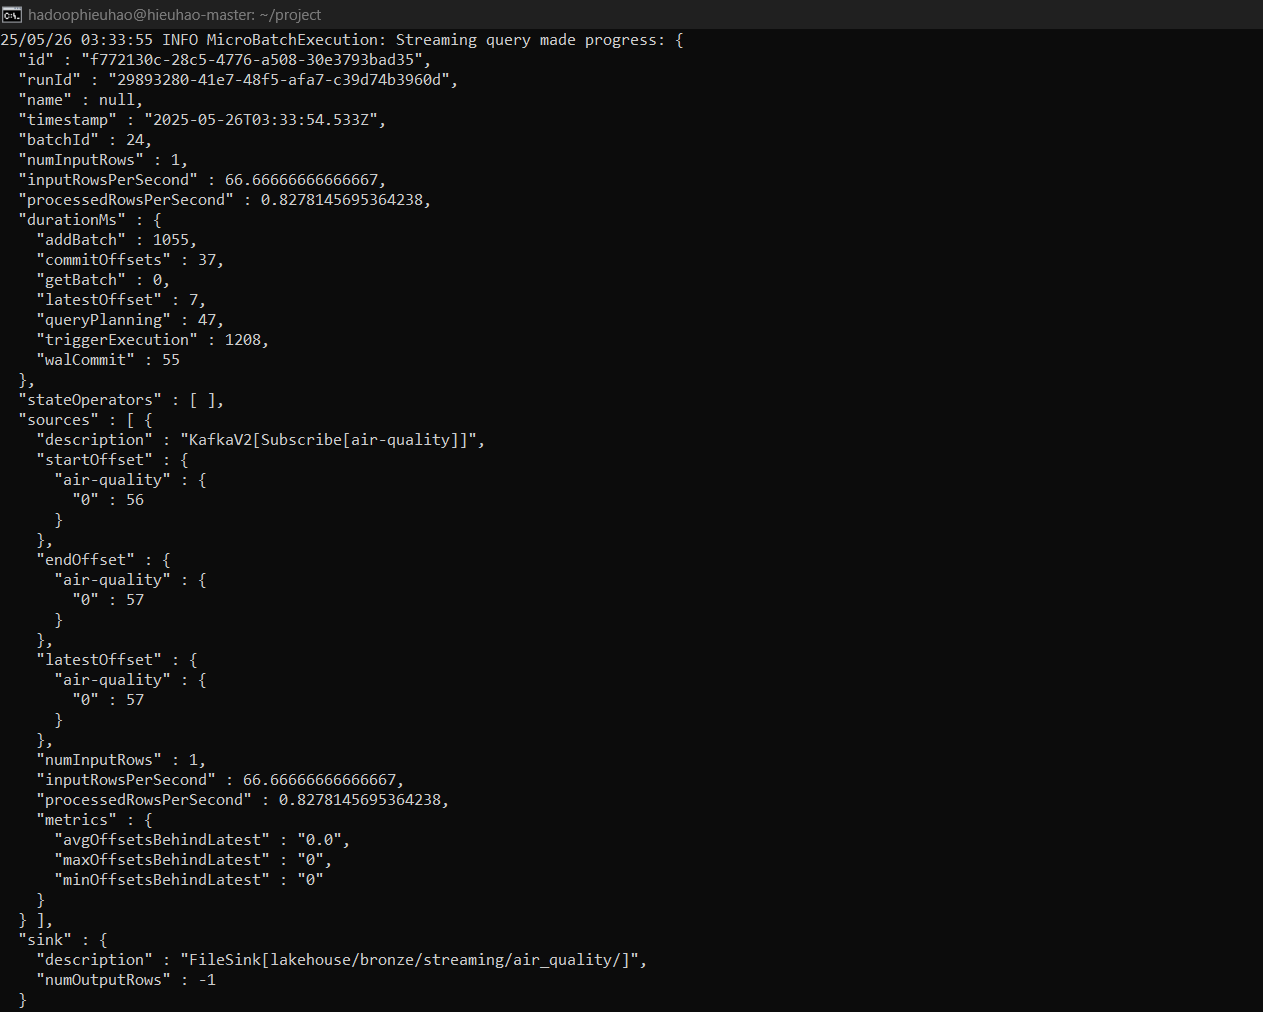 hadoophieuhao@hieuhao-master: ~/project
25/05/26 03:33:55 INFO MicroBatchExecution: Streaming query made progress: {
  "id" : "f772130c-28c5-4776-a508-30e3793bad35",
  "runId" : "29893280-41e7-48f5-afa7-c39d74b3960d",
  "name" : null,
  "timestamp" : "2025-05-26T03:33:54.533Z",
  "batchId" : 24,
  "numInputRows" : 1,
  "inputRowsPerSecond" : 66.66666666666667,
  "processedRowsPerSecond" : 0.8278145695364238,
  "durationMs" : {
    "addBatch" : 1055,
    "commitOffsets" : 37,
    "getBatch" : 0,
    "latestOffset" : 7,
    "queryPlanning" : 47,
    "triggerExecution" : 1208,
    "walCommit" : 55
  },
  "stateOperators" : [ ],
  "sources" : [ {
    "description" : "KafkaV2[Subscribe[air-quality]]",
    "startOffset" : {
      "air-quality" : {
        "0" : 56
      }
    },
    "endOffset" : {
      "air-quality" : {
        "0" : 57
      }
    },
    "latestOffset" : {
      "air-quality" : {
        "0" : 57
      }
    },
    "numInputRows" : 1,
    "inputRowsPerSecond" : 66.66666666666667,
    "processedRowsPerSecond" : 0.8278145695364238,
    "metrics" : {
      "avgOffsetsBehindLatest" : "0.0",
      "maxOffsetsBehindLatest" : "0",
      "minOffsetsBehindLatest" : "0"
    }
  } ],
  "sink" : {
    "description" : "FileSink[lakehouse/bronze/streaming/air_quality/]",
    "numOutputRows" : -1
  }